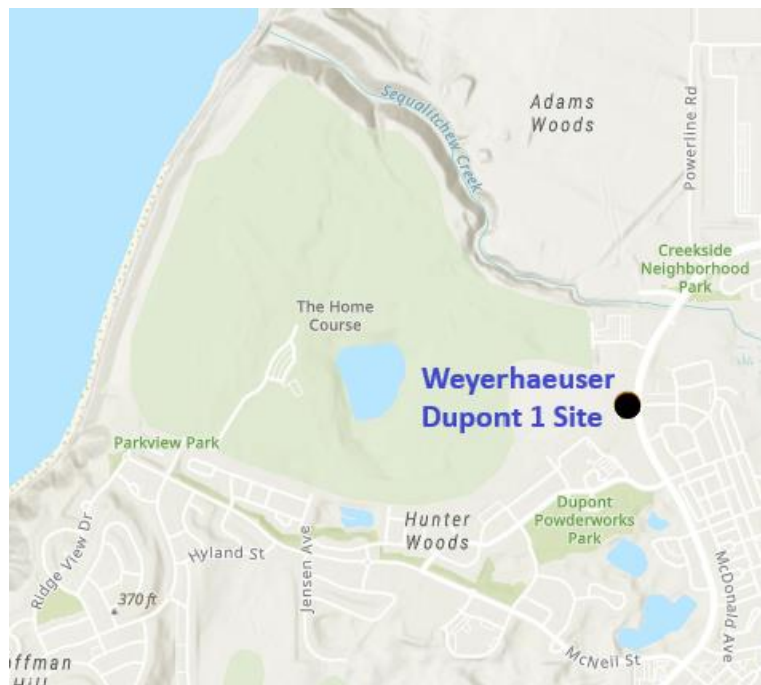 Sequalitchew Creek
Adams
Woods
Powerline Rd
Creekside
Neighborhood
Park
The Home
Course
Weyerhaeuser
Dupont 1 Site
Parkview Park
Dupont
Powderworks
Park
Hunter
Woods
Ridge View Dr
Hyland St
Jensen Ave
McDonald Ave
370 ft
McNeil St
offman
Hill